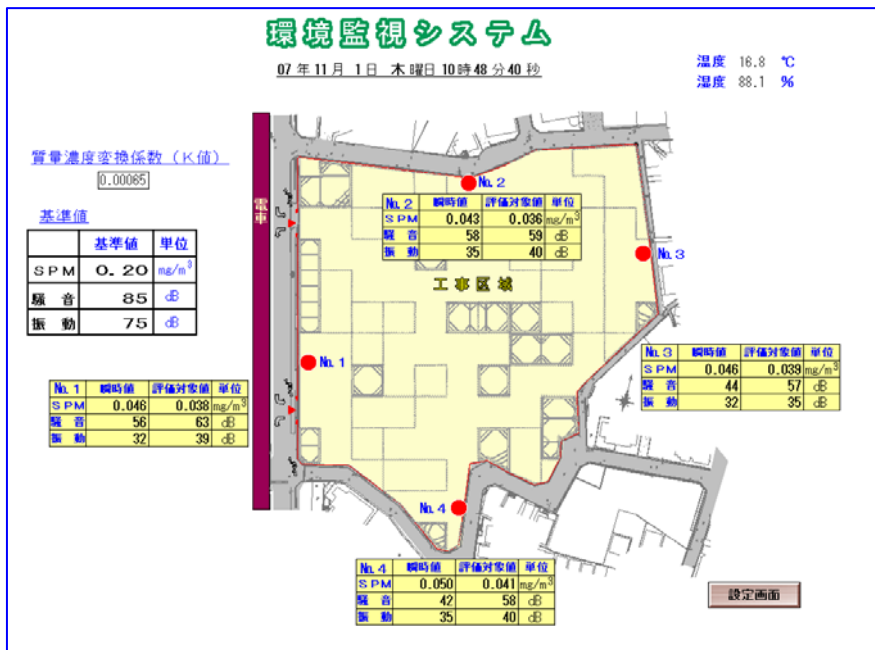 環境監視システム
07年11月 1日 木曜日10時48分40秒
温度 16.8 ℃
湿度 88.1 %
質量濃度変換係数（K値）
0.00065
基準値
基準値 単位
SPM 0.20 mg/m³
騒 音 85 dB
振 動 75 dB
電車
No.2
No.2 瞬時値 評価対象値 単位
SPM 0.043 0.036 mg/m³
騒 音 58 59 dB
振 動 35 40 dB
No.3
工事区域
No.1
No.3 瞬時値 評価対象値 単位
SPM 0.046 0.039 mg/m³
騒 音 44 57 dB
振 動 32 35 dB
No.1 瞬時値 評価対象値 単位
SPM 0.046 0.038 mg/m³
騒 音 56 63 dB
振 動 32 39 dB
No.4
No.4 瞬時値 評価対象値 単位
SPM 0.050 0.041 mg/m³
騒 音 42 58 dB
振 動 35 40 dB
設定画面